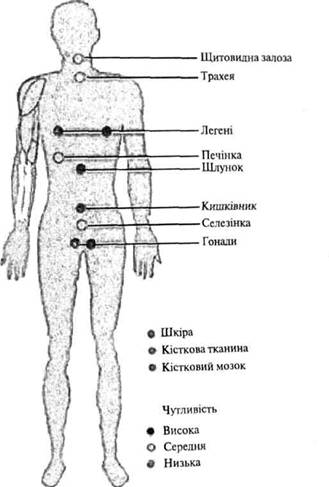 Щитовидна залоза
Трахея
Легені
Печінка
Шлунок
Кишківник
Селезінка
Гонади
Шкіра
Кісткова тканина
Кістковий мозок
Чутливість
Висока
Середня
Низька